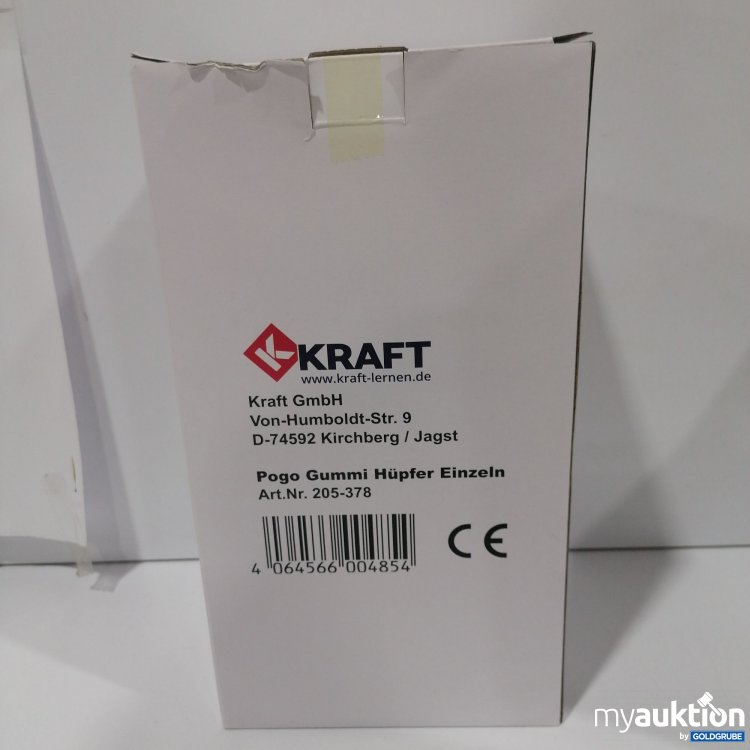 KRAFT
www.kraft-lernen.de
Kraft GmbH
Von-Humboldt-Str. 9
D-74592 Kirchberg / Jagst
Pogo Gummi Hüpfer Einzeln
Art.Nr. 205-378
4 064566 004854
CE
myauktion
by GOLDGRUBE